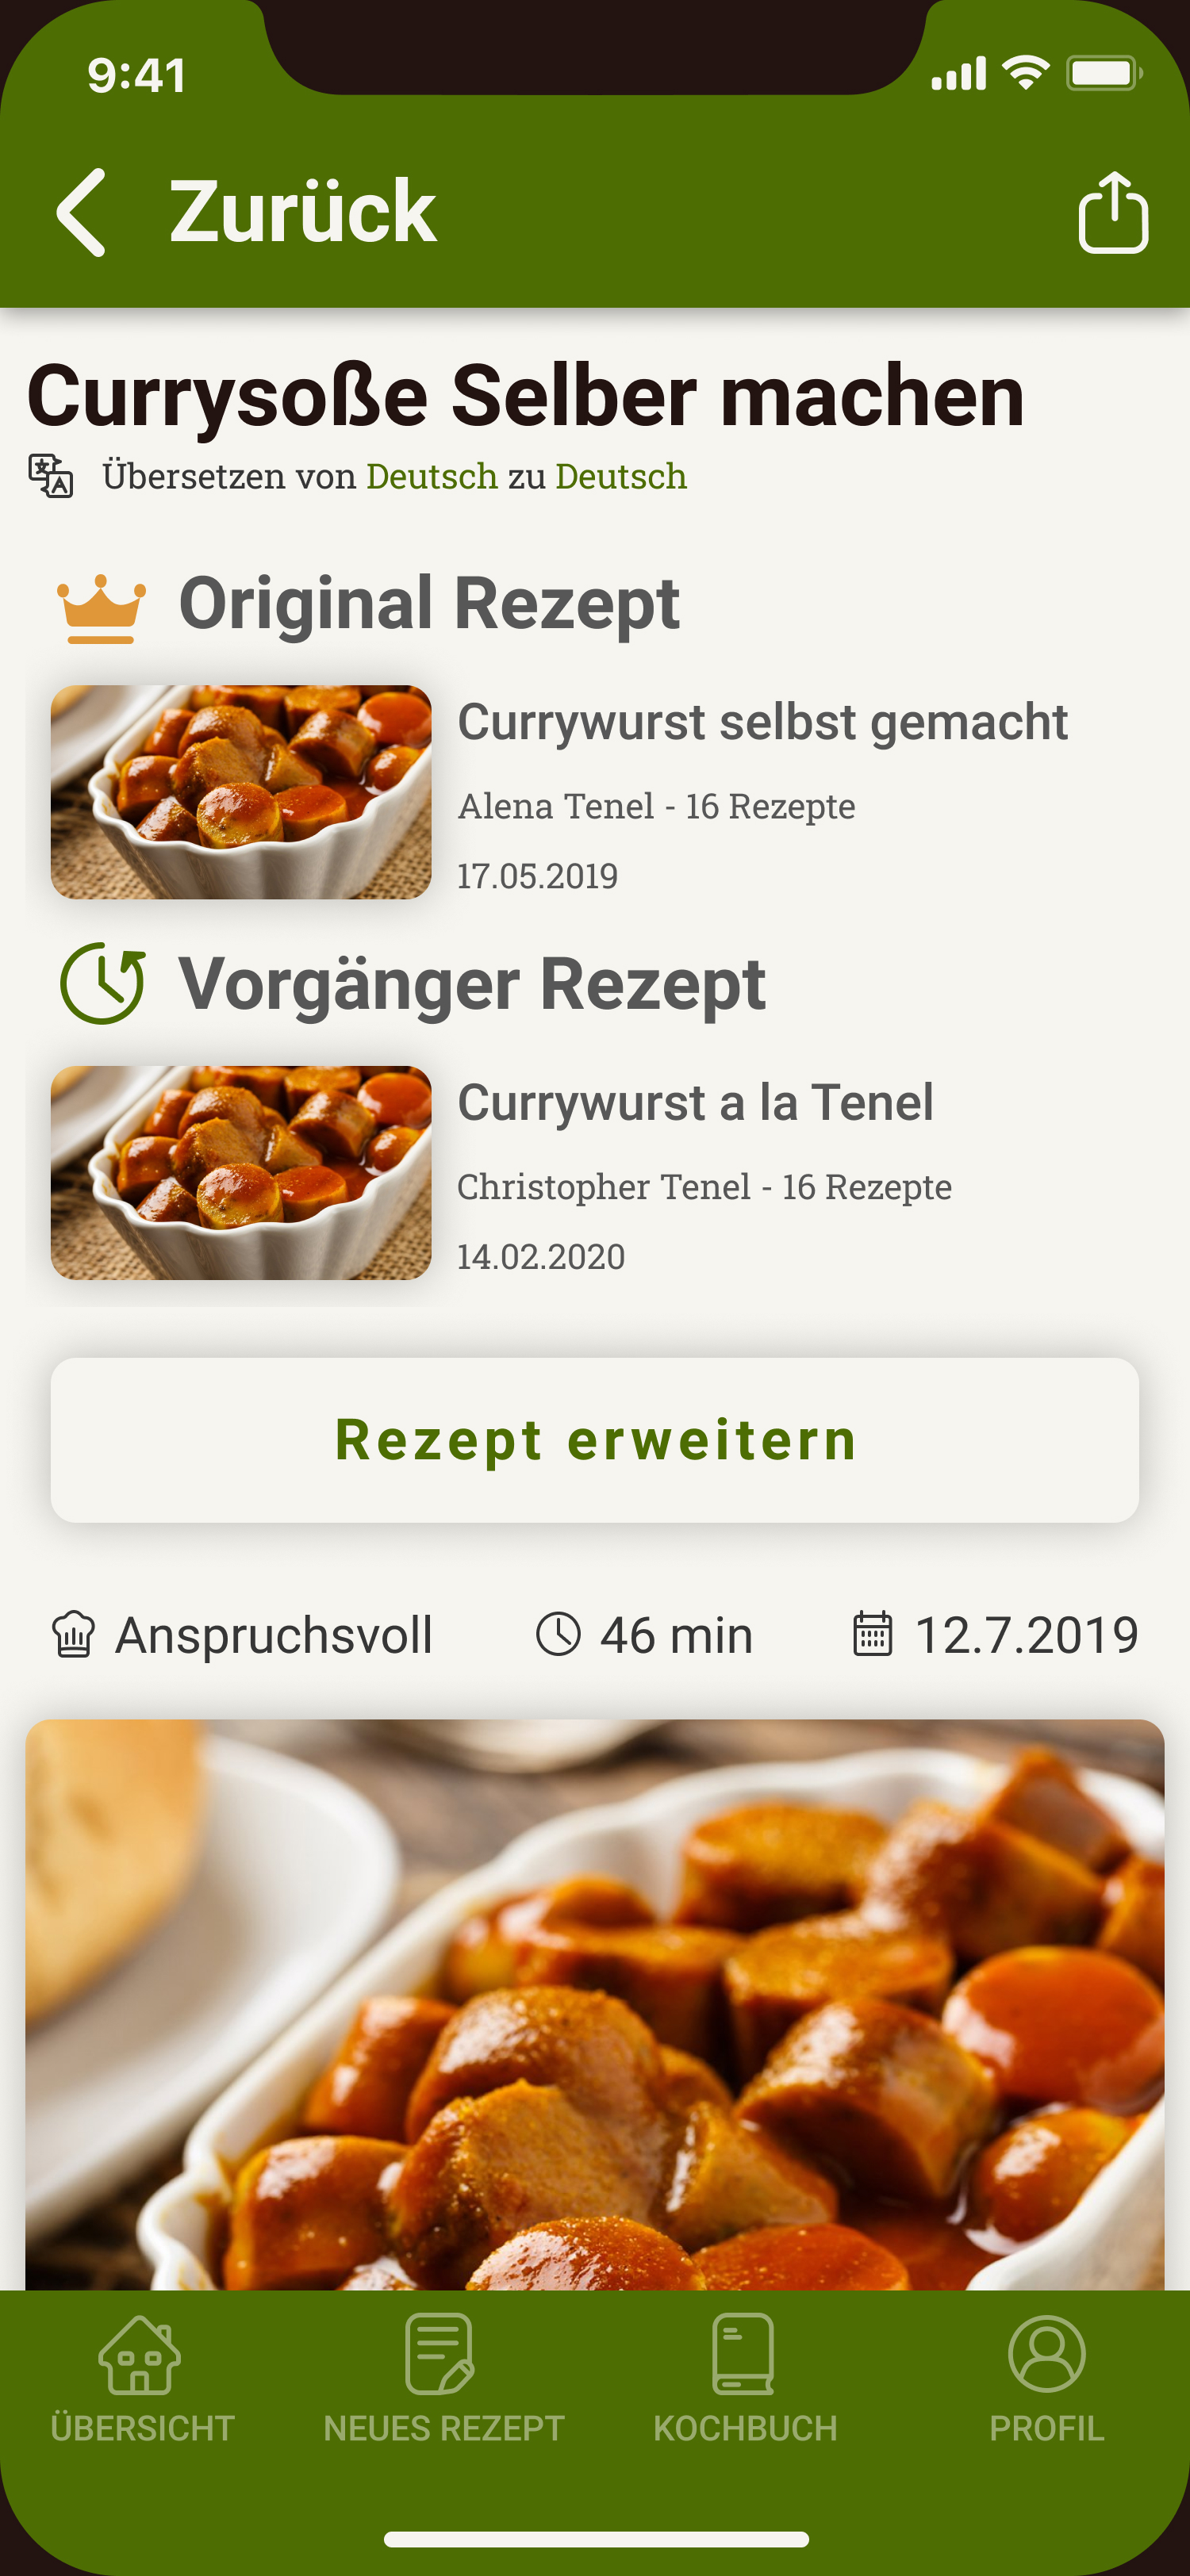 9:41
Zurück
Currysoße Selber machen
Übersetzen von Deutsch zu Deutsch
Original Rezept
Currywurst selbst gemacht
Alena Tenel - 16 Rezepte
17.05.2019
Vorgänger Rezept
Currywurst a la Tenel
Christopher Tenel - 16 Rezepte
14.02.2020
Rezept erweitern
Anspruchsvoll 46 min 12.7.2019
ÜBERSICHT NEUES REZEPT KOCHBUCH PROFIL